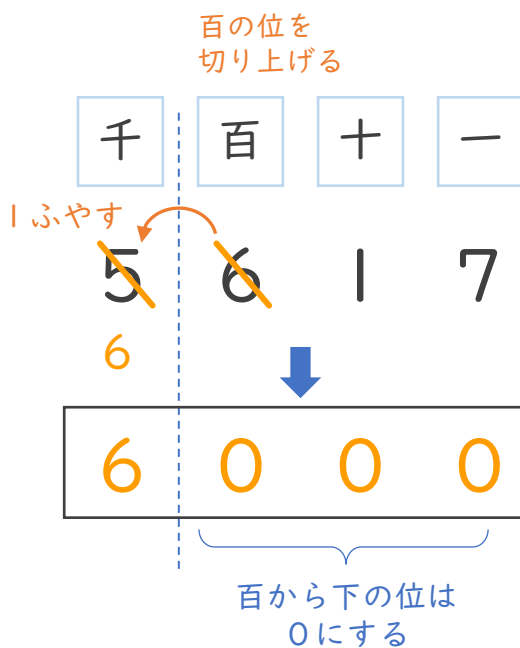 百の位を
切り上げる
千 百 十 一
1ふやす
5 6 1 7
6
6 0 0 0
百から下の位は
0にする